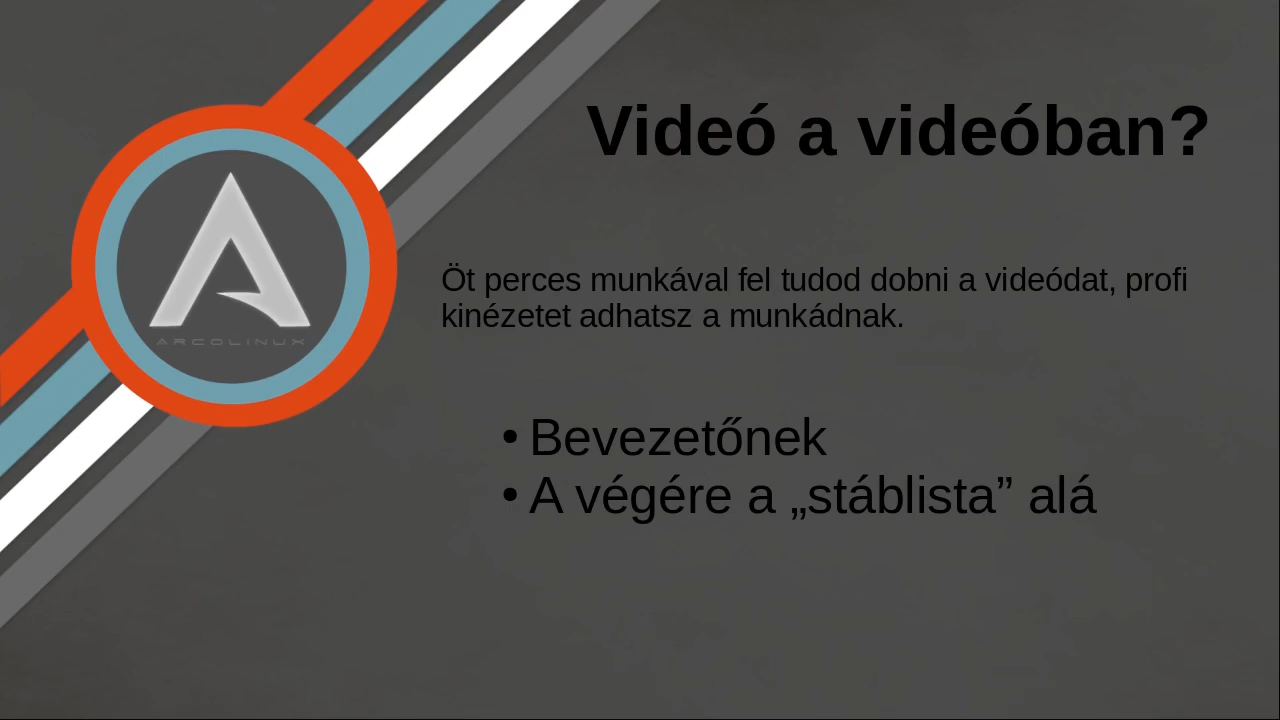 Videó a videóban?
ARCOLINUX
Öt perces munkával fel tudod dobni a videódat, profi
kinézetet adhatsz a munkádnak.
• Bevezetőnek
• A végére a „stáblista” alá